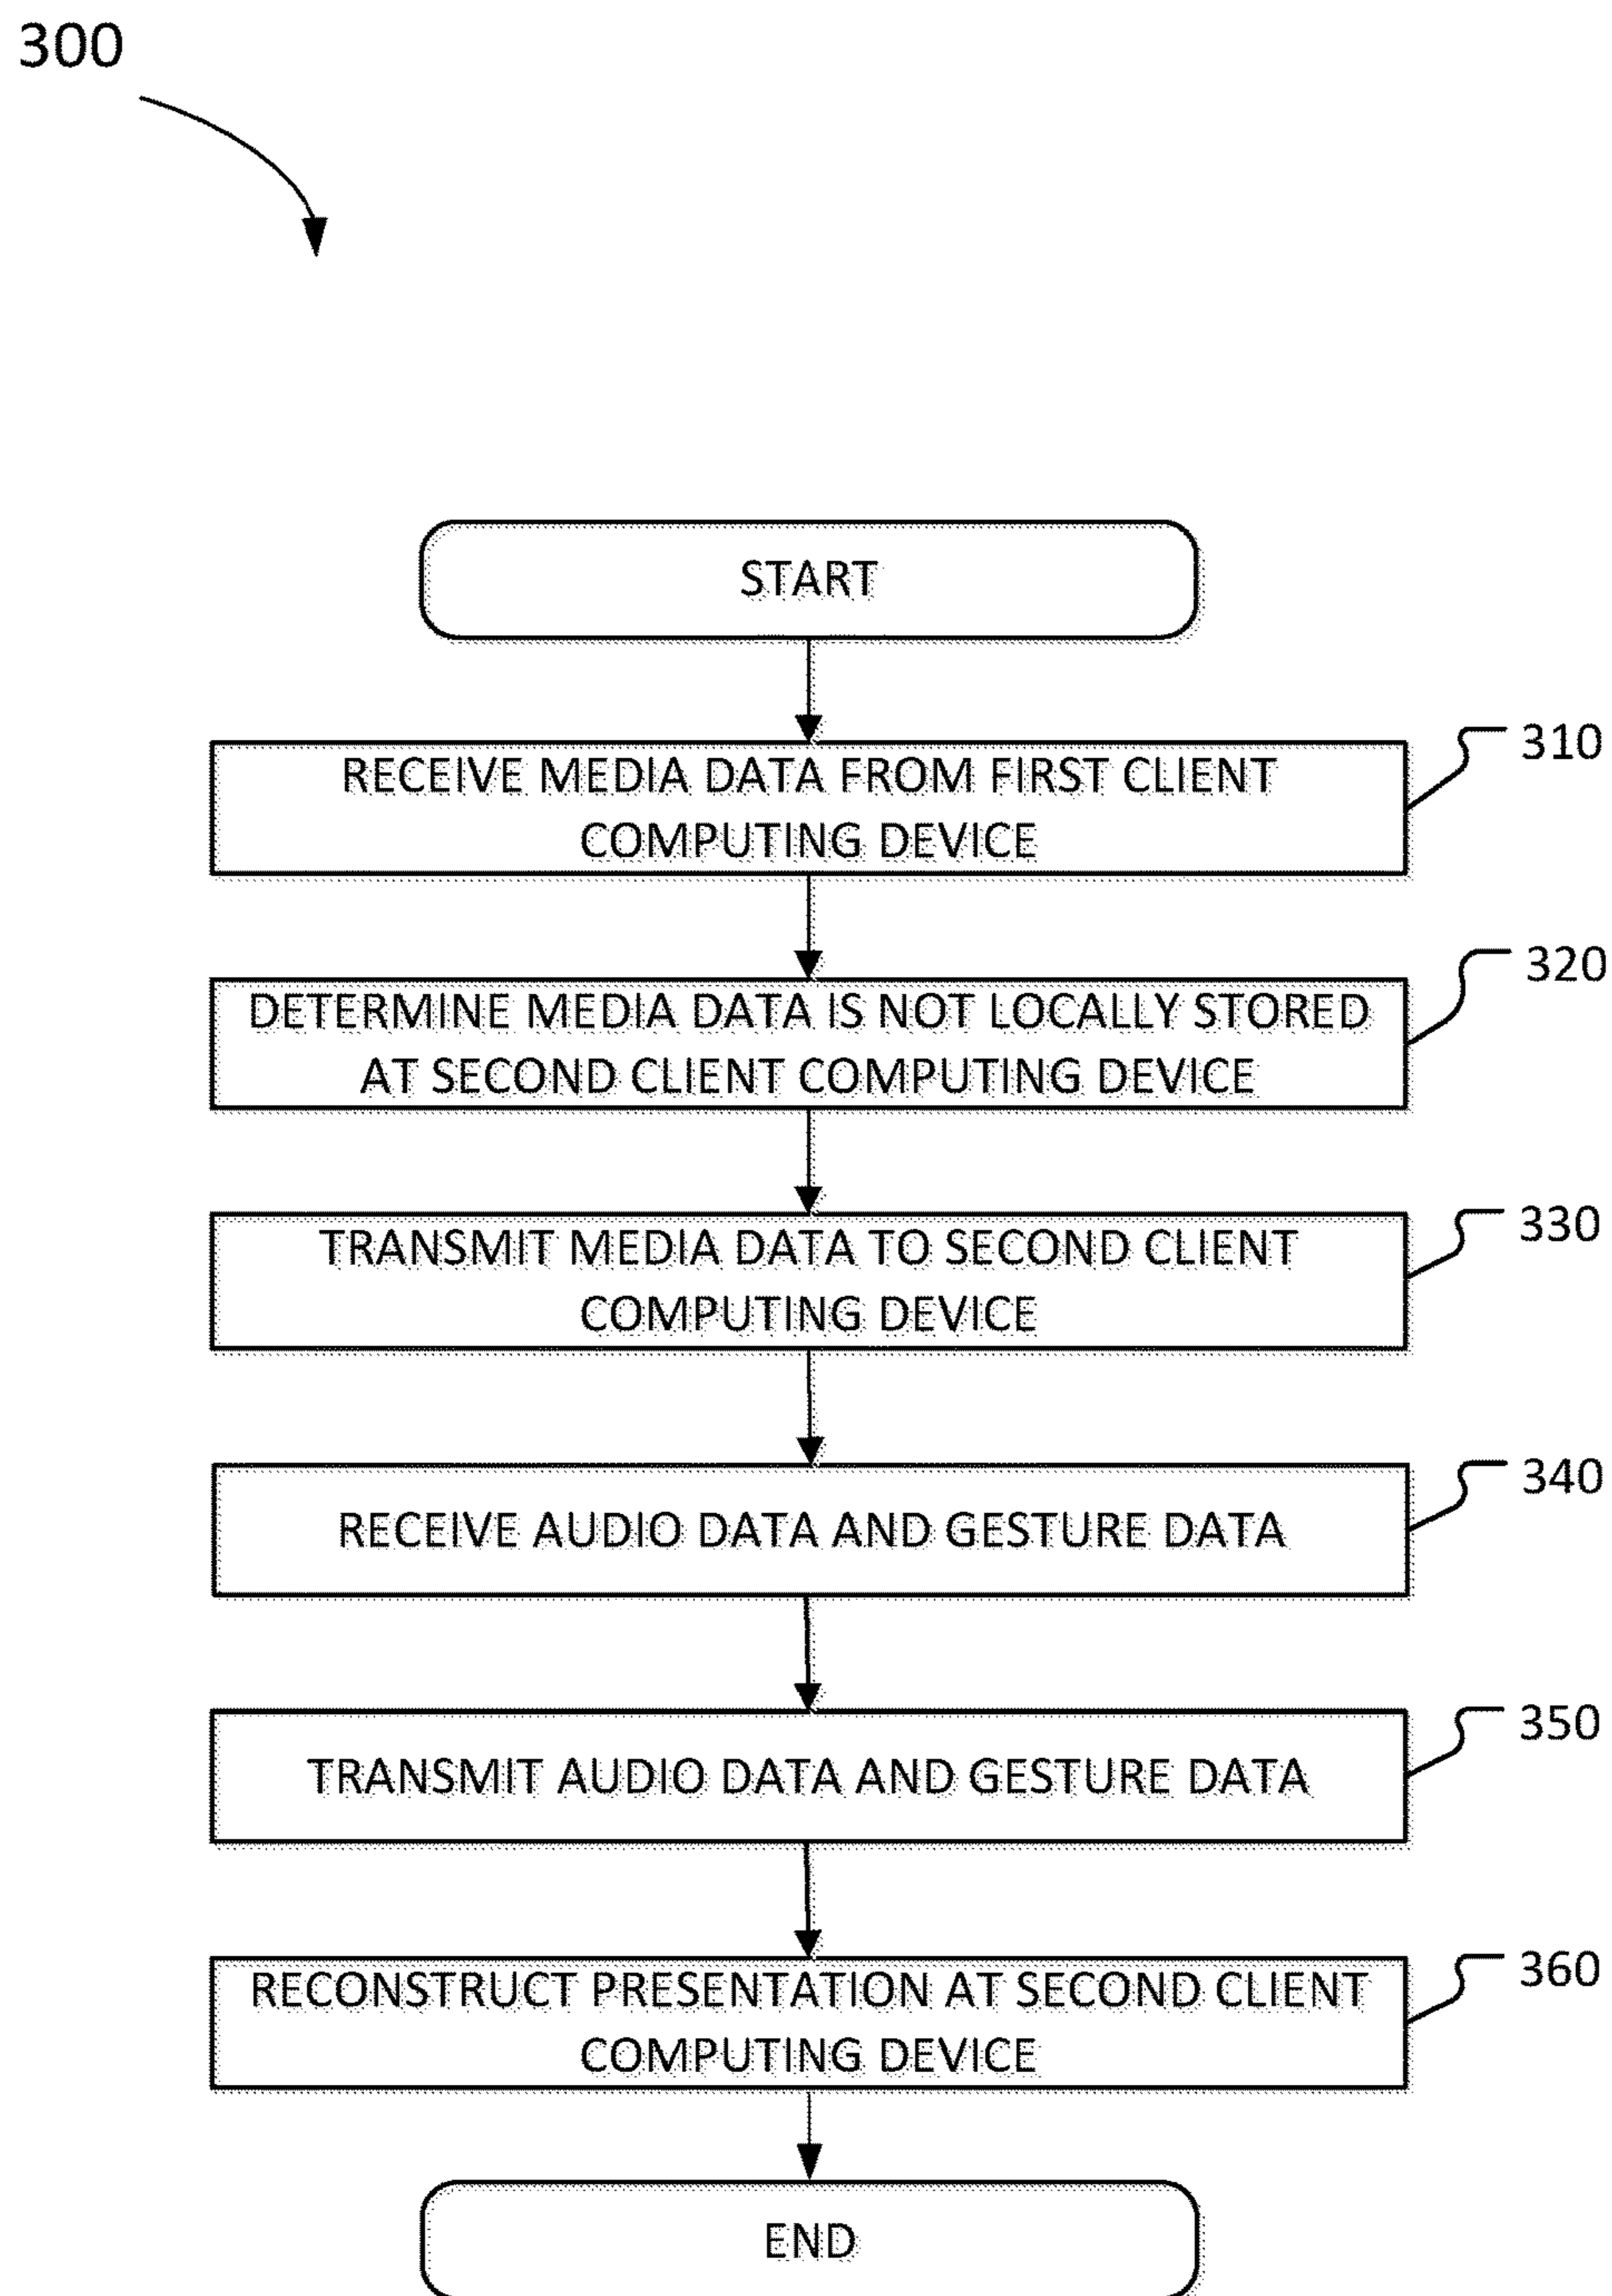 300
START
RECEIVE MEDIA DATA FROM FIRST CLIENT
COMPUTING DEVICE
310
DETERMINE MEDIA DATA IS NOT LOCALLY STORED
AT SECOND CLIENT COMPUTING DEVICE
320
TRANSMIT MEDIA DATA TO SECOND CLIENT
COMPUTING DEVICE
330
RECEIVE AUDIO DATA AND GESTURE DATA
340
TRANSMIT AUDIO DATA AND GESTURE DATA
350
RECONSTRUCT PRESENTATION AT SECOND CLIENT
COMPUTING DEVICE
360
END